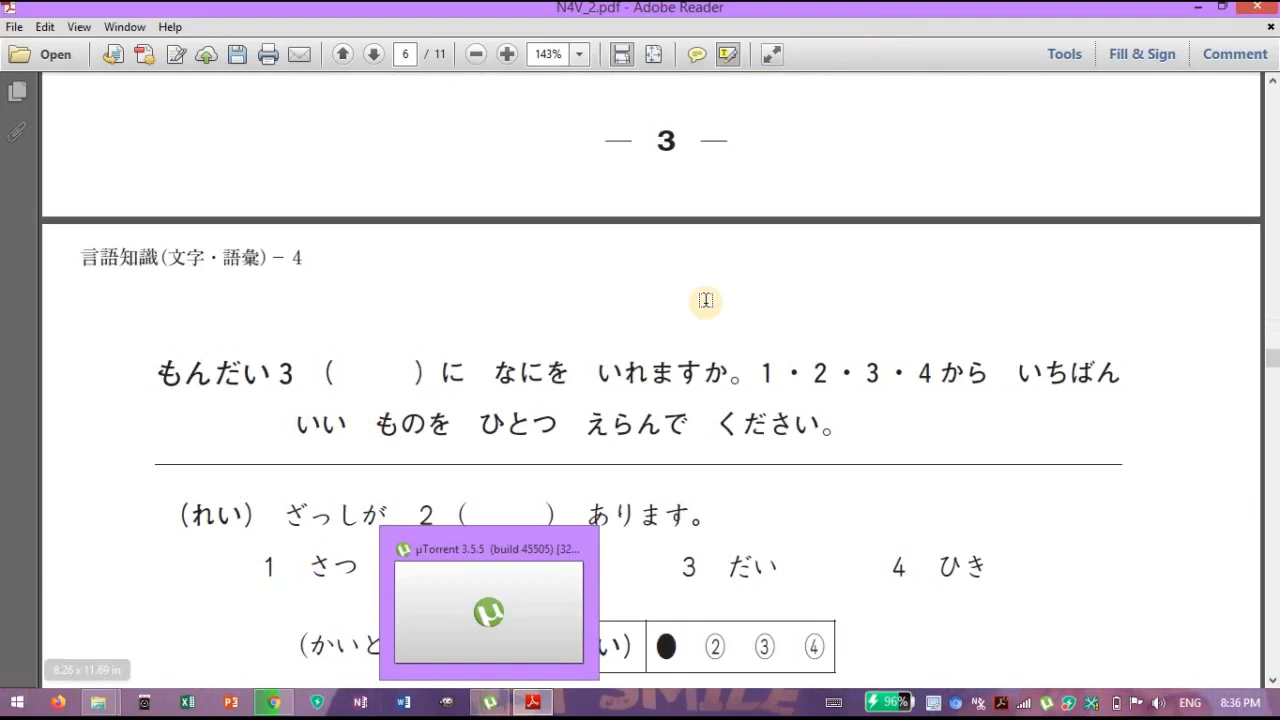 N4V_2.pdf - Adobe Reader
File Edit View Window Help
Open 6 / 11 143% Tools Fill & Sign Comment
— 3 —
言語知識(文字・語彙)－4
もんだい3 （　　）に なにを いれますか。1・2・3・4から いちばん
いい ものを ひとつ えらんで ください。
（れい） ざっしが 2（　　） あります。
1 さつ 3 だい 4 ひき
µTorrent 3.5.5 (build 45505) [32...
(かいと い) ② ③ ④
8.26 x 11.69 in
SMILE
96% ENG 8:36 PM